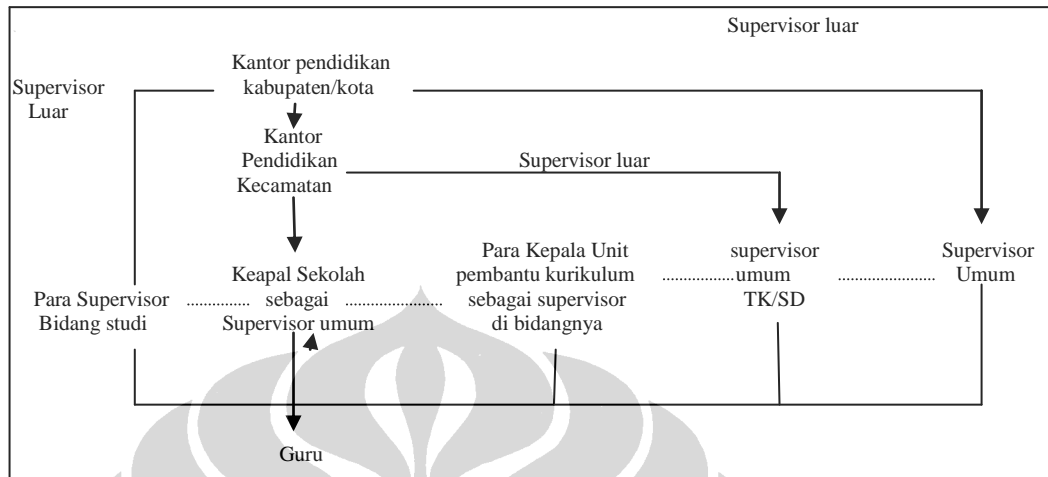 Supervisor luar
Kantor pendidikan
kabupaten/kota
Supervisor
Luar
Kantor
Pendidikan
Kecamatan
Supervisor luar
Para Supervisor
Bidang studi
Keapal Sekolah
sebagai
Supervisor umum
Para Kepala Unit
pembantu kurikulum
sebagai supervisor
di bidangnya
supervisor
umum
TK/SD
Supervisor
Umum
Guru